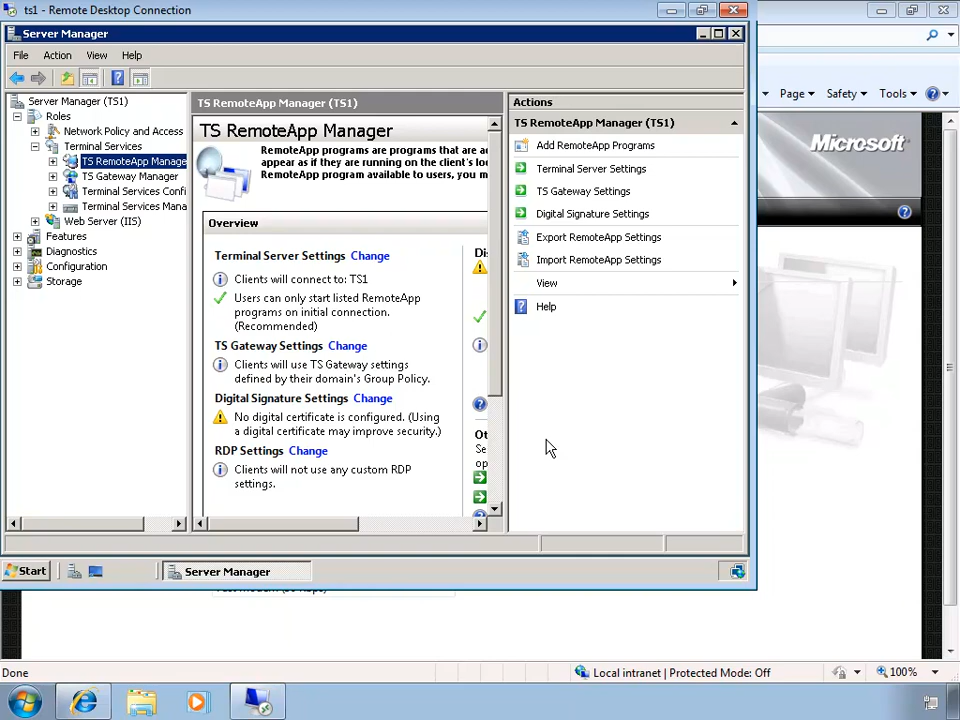 ts1 - Remote Desktop Connection
Server Manager
File Action View Help
Server Manager (TS1)
Roles
Network Policy and Access
Terminal Services
TS RemoteApp Manage
TS Gateway Manager
Terminal Services Confi
Terminal Services Mana
Web Server (IIS)
Features
Diagnostics
Configuration
Storage
TS RemoteApp Manager (TS1)
TS RemoteApp Manager
RemoteApp programs are programs that are ac
appear as if they are running on the client's loc
RemoteApp program available to users, you m
Overview
Terminal Server Settings Change
Clients will connect to: TS1
Users can only start listed RemoteApp
programs on initial connection.
(Recommended)
TS Gateway Settings Change
Clients will use TS Gateway settings
defined by their domain's Group Policy.
Digital Signature Settings Change
No digital certificate is configured. (Using
a digital certificate may improve security.)
RDP Settings Change
Clients will not use any custom RDP
settings.
Di
Ot
Se
op
Actions
TS RemoteApp Manager (TS1)
Add RemoteApp Programs
Terminal Server Settings
TS Gateway Settings
Digital Signature Settings
Export RemoteApp Settings
Import RemoteApp Settings
View
Help
Start
Server Manager
Page Safety Tools
Microsoft
Done
Local intranet | Protected Mode: Off
100%